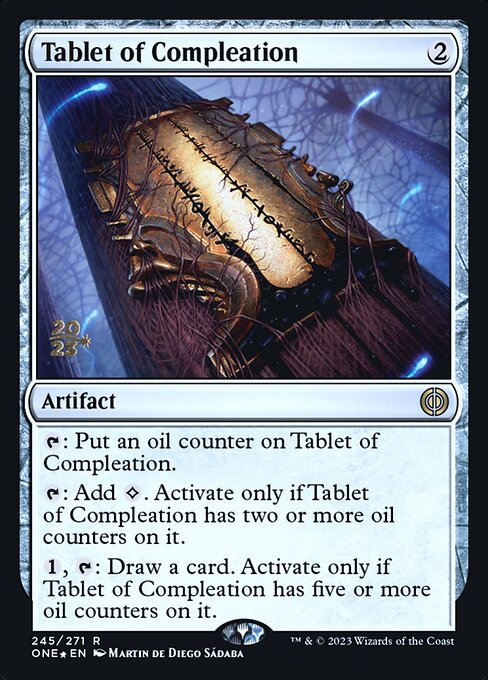 Tablet of Compleation 2
20
23
Artifact
: Put an oil counter on Tablet of
Compleation.
: Add . Activate only if Tablet
of Compleation has two or more oil
counters on it.
1, : Draw a card. Activate only if
Tablet of Compleation has five or more
oil counters on it.
245/271 R
ONE★EN Martin de Diego Sádaba
™ & © 2023 Wizards of the Coast